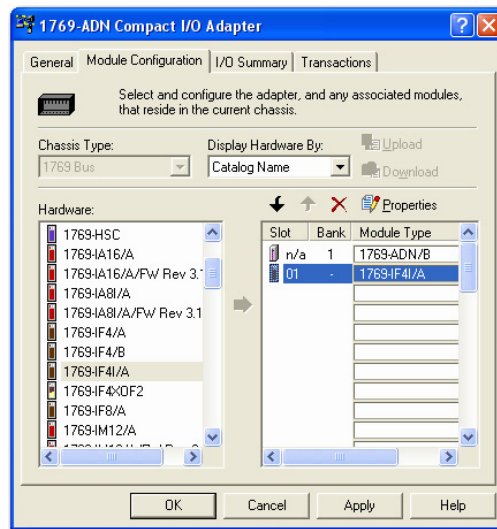 1769-ADN Compact I/O Adapter
General
Module Configuration
I/O Summary
Transactions
Select and configure the adapter, and any associated modules,
that reside in the current chassis.
Chassis Type:
1769 Bus
Display Hardware By:
Catalog Name
Upload
Download
Properties
Hardware:
1769-HSC
1769-IA16/A
1769-IA16/A/FW Rev 3.
1769-IA8I/A
1769-IA8I/A/FW Rev 3.1
1769-IF4/A
1769-IF4/B
1769-IF4I/A
1769-IF4XOF2
1769-IF8/A
1769-IM12/A
Slot Bank Module Type
n/a 1 1769-ADN/B
01 - 1769-IF4I/A
OK
Cancel
Apply
Help